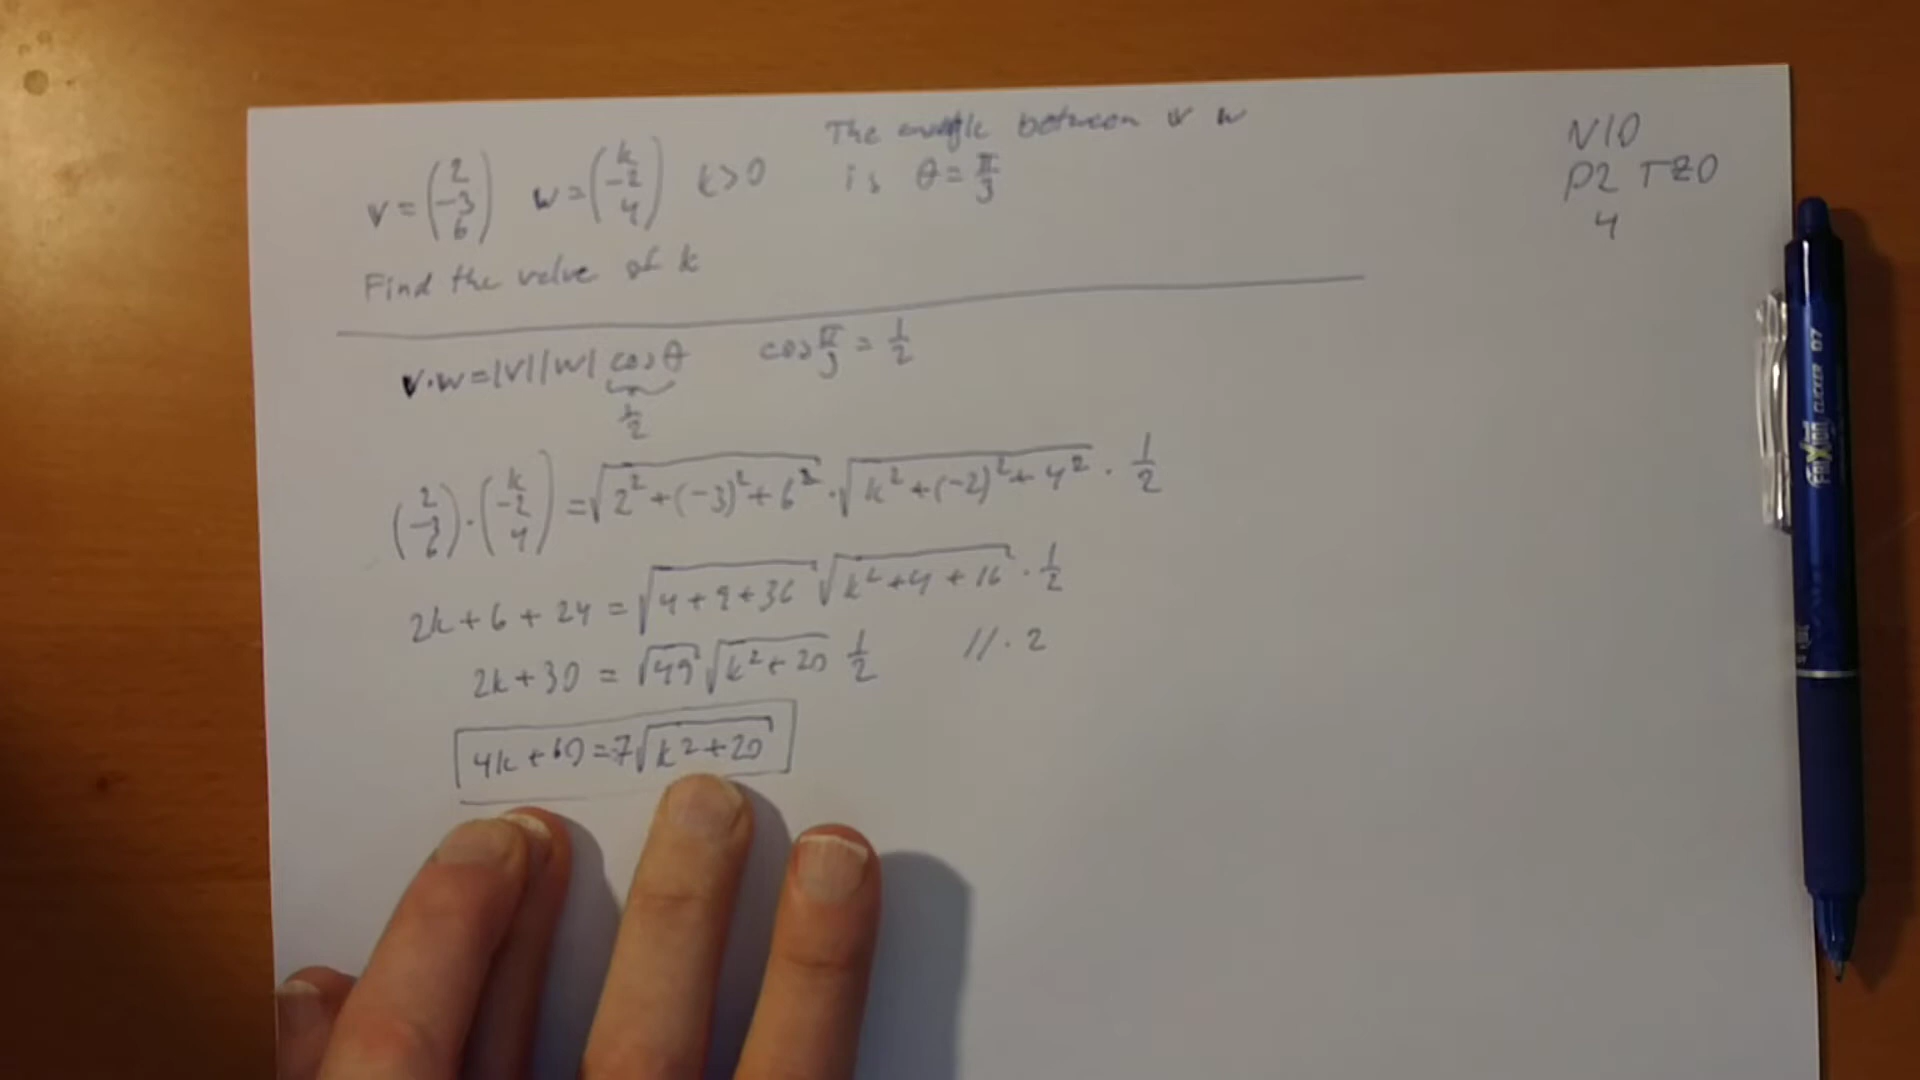 The angle between v w
is θ = π/3
v = (2 -3 6) w = (k -2 4) k > 0
Find the value of k
N10
P2 TZ0
4
v·w = |v||w| cos θ cos π/3 = 1/2
1/2
(2 -3 6) · (k -2 4) = √(2² + (-3)² + 6²) · √(k² + (-2)² + 4²) · 1/2
2k + 6 + 24 = √(4 + 9 + 36) √(k² + 4 + 16) · 1/2
2k + 30 = √49 √(k² + 20) 1/2 // · 2
4k + 60 = 7√(k² + 20)
FriXion CLICKER 07